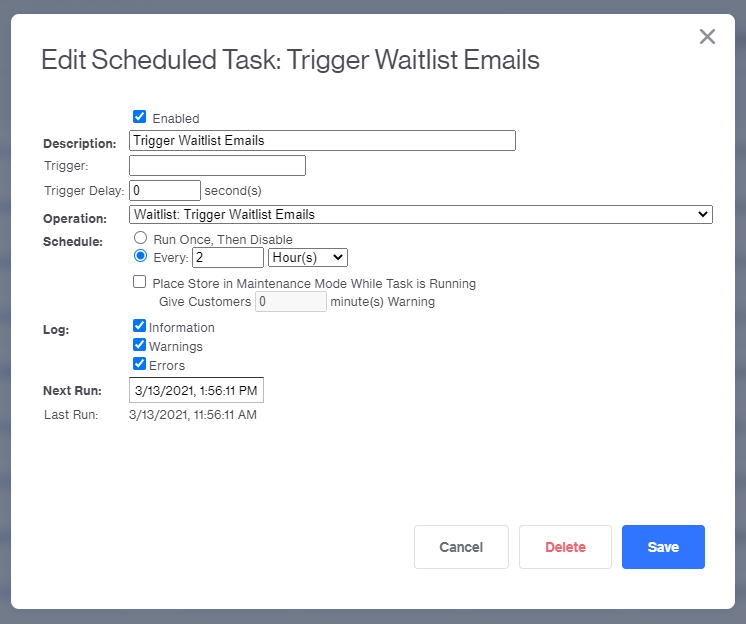 Edit Scheduled Task: Trigger Waitlist Emails
Enabled
Description: Trigger Waitlist Emails
Trigger:
Trigger Delay: 0 second(s)
Operation: Waitlist: Trigger Waitlist Emails
Schedule: Run Once, Then Disable
Every: 2 Hour(s)
Place Store in Maintenance Mode While Task is Running
Give Customers 0 minute(s) Warning
Log: Information
Warnings
Errors
Next Run: 3/13/2021, 1:56:11 PM
Last Run: 3/13/2021, 11:56:11 AM
Cancel Delete Save